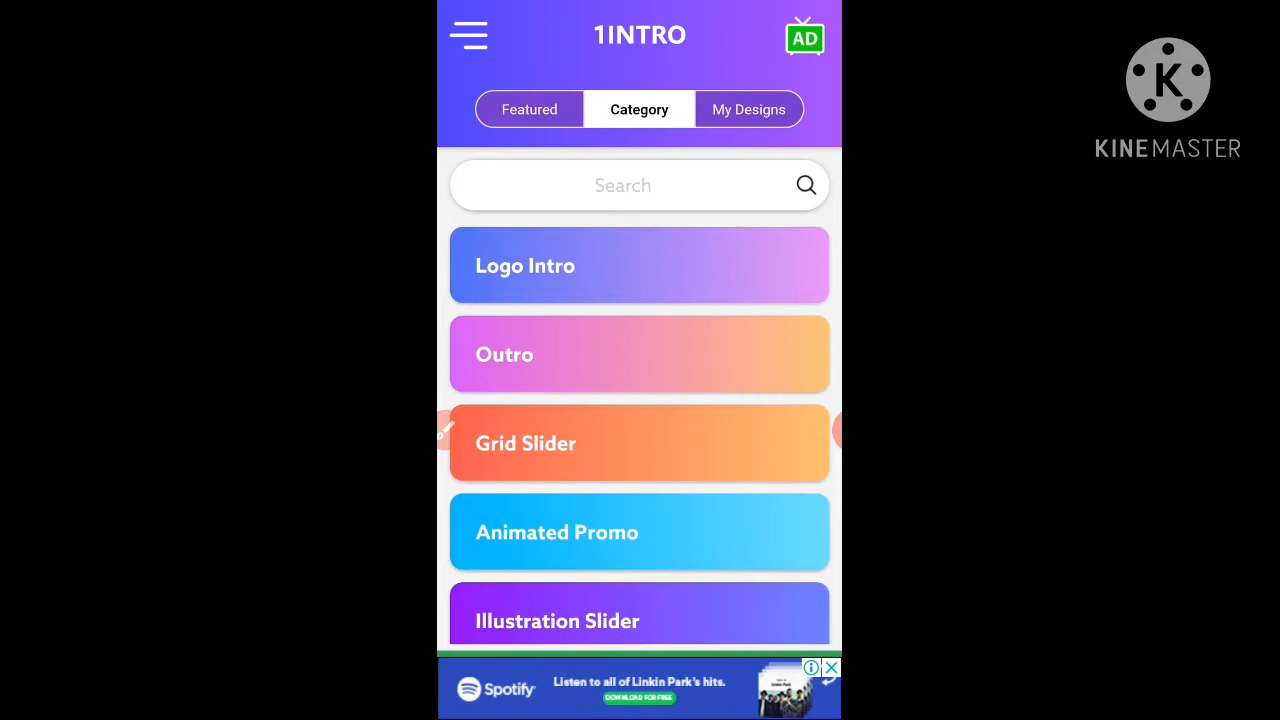 1INTRO
AD
K
KINEMASTER
Featured
Category
My Designs
Search
Logo Intro
Outro
Grid Slider
Animated Promo
Illustration Slider
Spotify
Listen to all of Linkin Park's hits.
DOWNLOAD FOR FREE